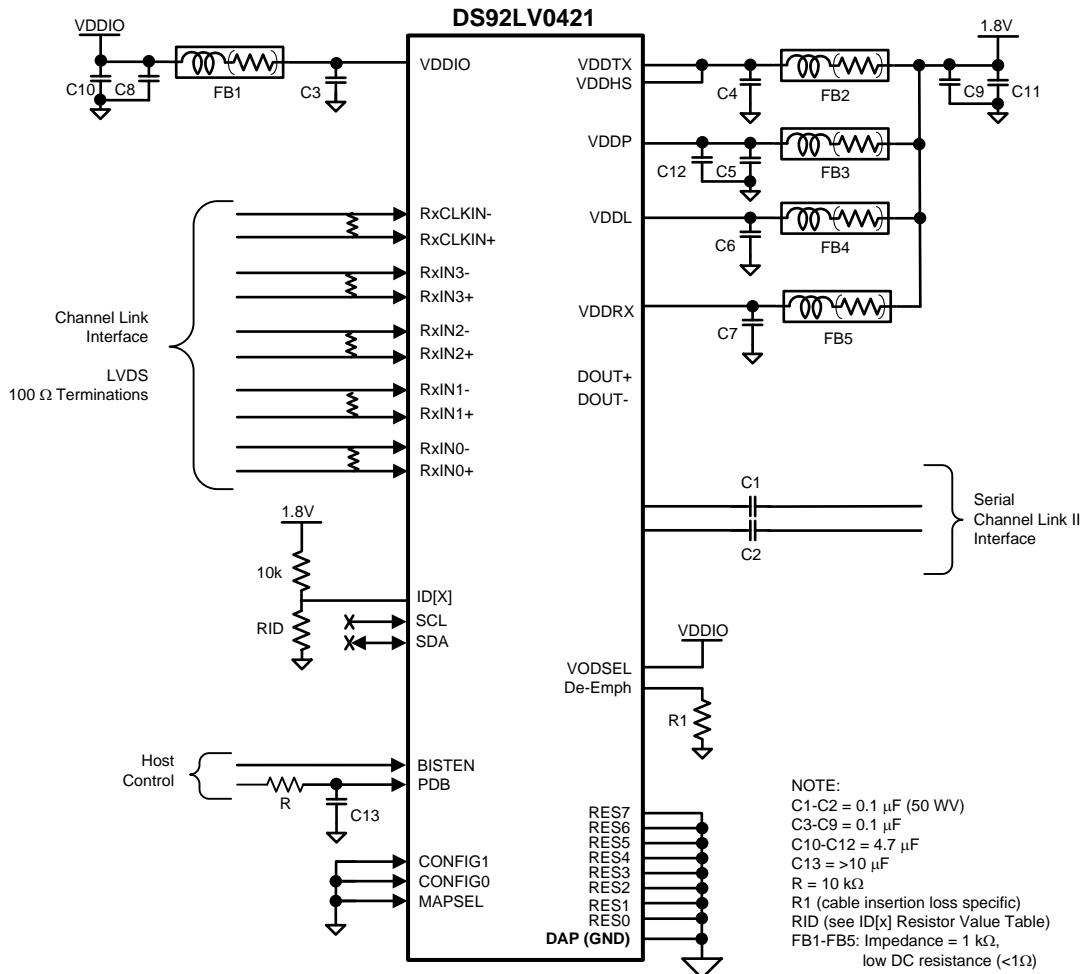 DS92LV0421
VDDIO
C10
C8
FB1
C3
VDDIO
Channel Link
Interface
LVDS
100 Ω Terminations
RxCLKIN-
RxCLKIN+
RxIN3-
RxIN3+
RxIN2-
RxIN2+
RxIN1-
RxIN1+
RxIN0-
RxIN0+
1.8V
10k
RID
ID[X]
SCL
SDA
Host
Control
R
C13
BISTEN
PDB
CONFIG1
CONFIG0
MAPSEL
1.8V
VDDTX
VDDHS
C4
FB2
C9
C11
VDDP
C12
C5
FB3
VDDL
C6
FB4
VDDRX
C7
FB5
DOUT+
DOUT-
C1
C2
Serial
Channel Link II
Interface
VDDIO
VODSEL
De-Emph
R1
RES7
RES6
RES5
RES4
RES3
RES2
RES1
RES0
DAP (GND)
NOTE:
C1-C2 = 0.1 μF (50 WV)
C3-C9 = 0.1 μF
C10-C12 = 4.7 μF
C13 = >10 μF
R = 10 kΩ
R1 (cable insertion loss specific)
RID (see ID[x] Resistor Value Table)
FB1-FB5: Impedance = 1 kΩ,
low DC resistance (<1Ω)